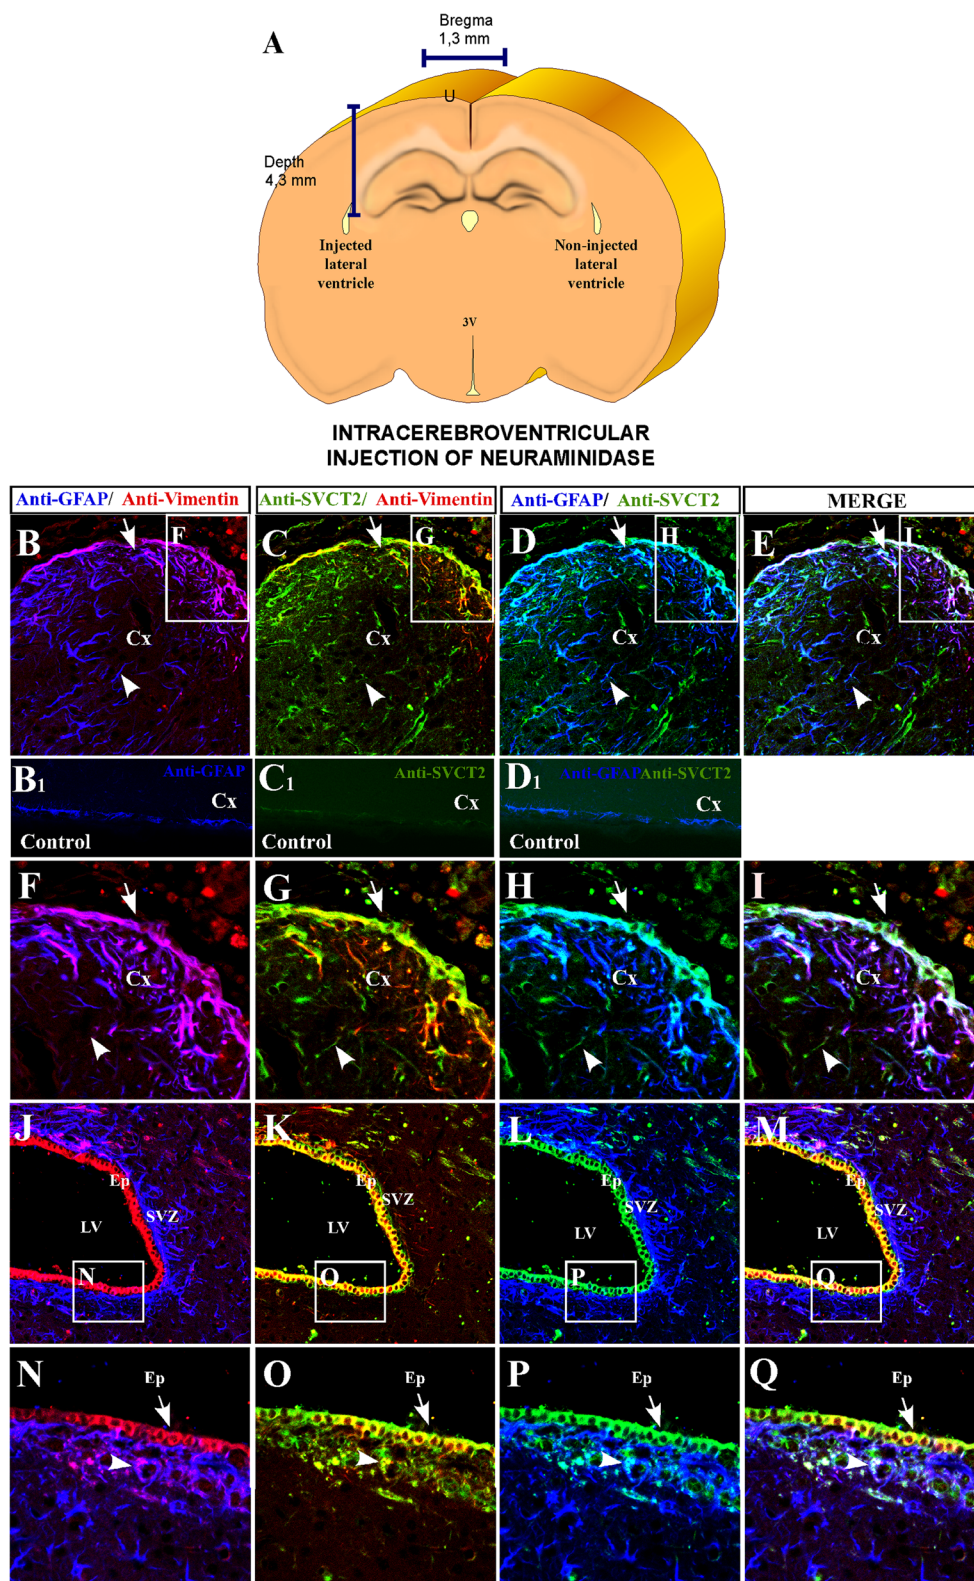 A
Bregma
1,3 mm
U
Depth
4,3 mm
Injected
lateral
ventricle
Non-injected
lateral
ventricle
3V
INTRACEREBROVENTRICULAR
INJECTION OF NEURAMINIDASE
Anti-GFAP/ Anti-Vimentin
Anti-SVCT2/ Anti-Vimentin
Anti-GFAP/ Anti-SVCT2
MERGE
B F Cx
C G Cx
D H Cx
E I Cx
B1 Anti-GFAP Cx Control
C1 Anti-SVCT2 Cx Control
D1 Anti-GFAP/Anti-SVCT2 Cx Control
F Cx
G Cx
H Cx
I Cx
J Ep SVZ LV N
K Ep SVZ LV O
L Ep SVZ LV P
M Ep SVZ LV Q
N Ep
O Ep
P Ep
Q Ep